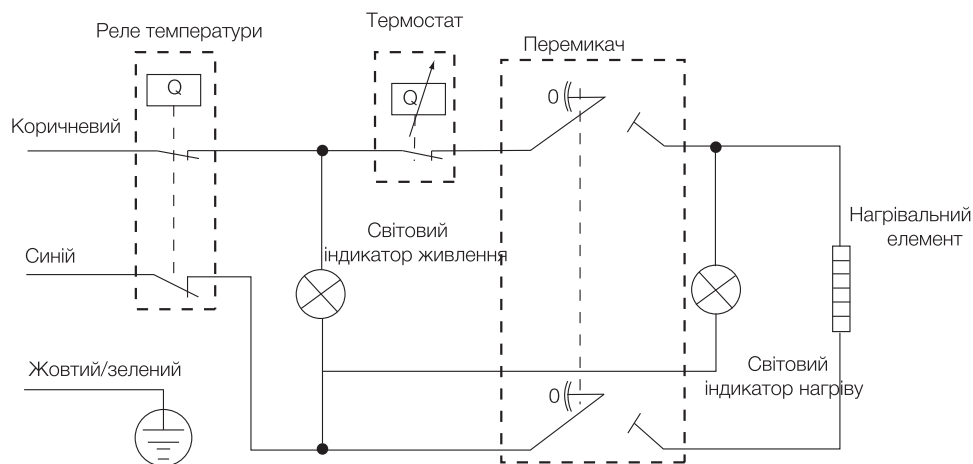 Реле температури
Термостат
Перемикач
Q
Q
0
Коричневий
Світовий
індикатор живлення
Нагрівальний
елемент
Синій
Жовтий/зелений
Світовий
індикатор нагріву
0